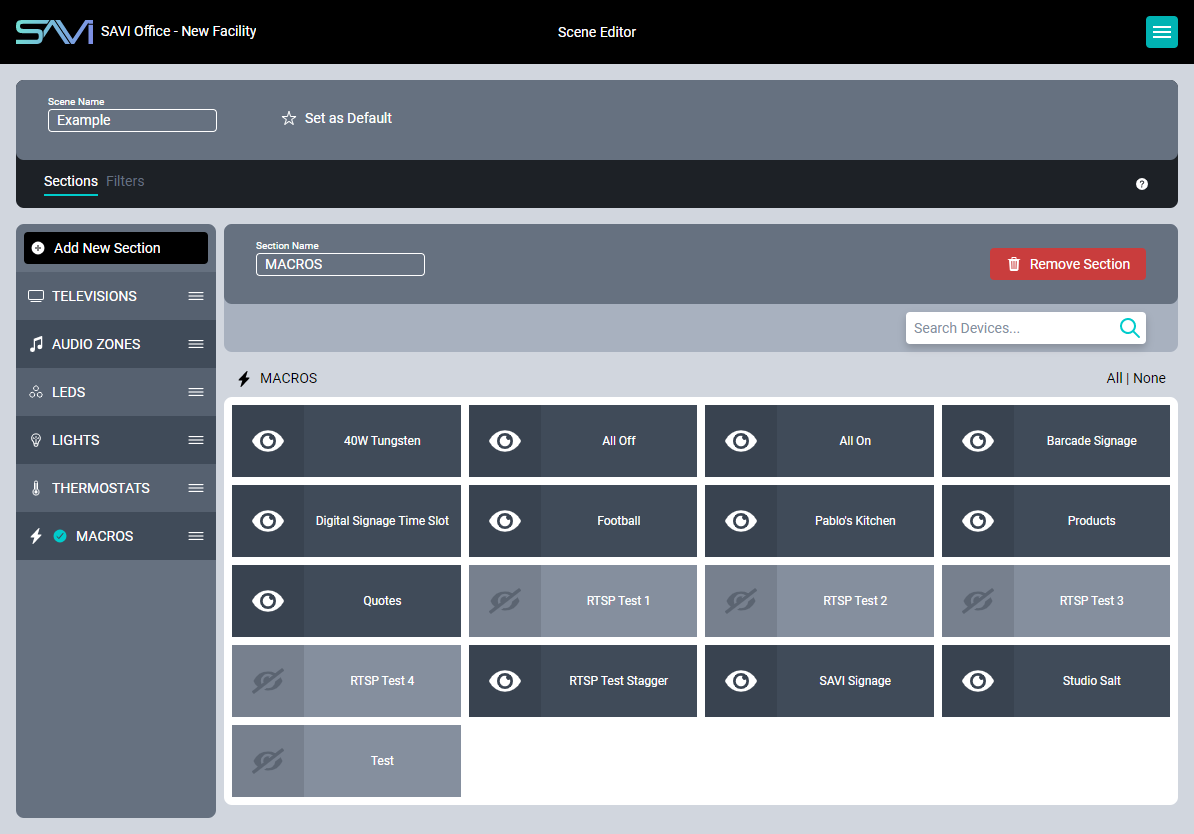 SAVI SAVI Office - New Facility
Scene Editor
Scene Name
Example
Set as Default
Sections Filters
?
Add New Section
TELEVISIONS
AUDIO ZONES
LEDS
LIGHTS
THERMOSTATS
MACROS
Section Name
MACROS
Remove Section
Search Devices...
MACROS
All | None
40W Tungsten
All Off
All On
Barcade Signage
Digital Signage Time Slot
Football
Pablo's Kitchen
Products
Quotes
RTSP Test 1
RTSP Test 2
RTSP Test 3
RTSP Test 4
RTSP Test Stagger
SAVI Signage
Studio Salt
Test